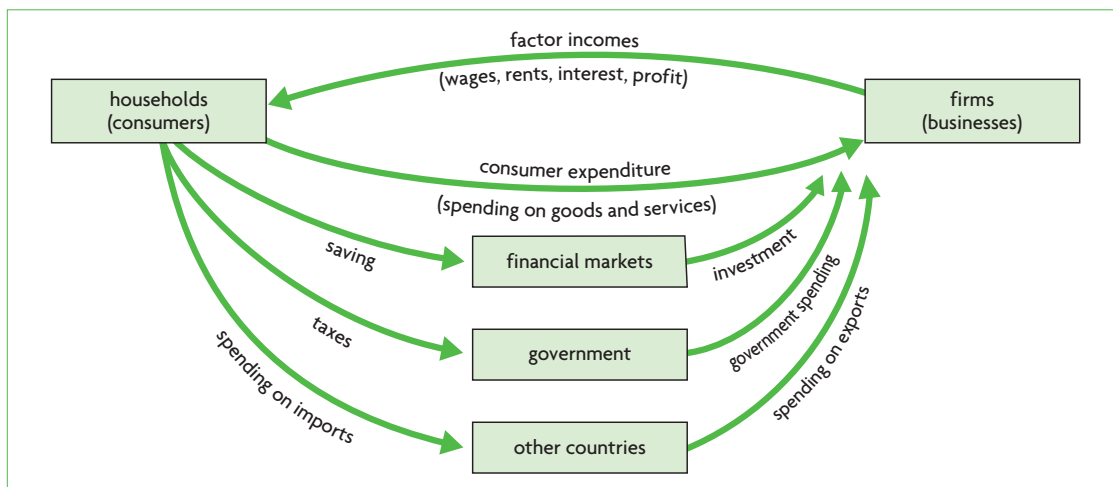 factor incomes
(wages, rents, interest, profit)
households
(consumers)
firms
(businesses)
consumer expenditure
(spending on goods and services)
saving
financial markets
investment
taxes
government
government spending
spending on imports
other countries
spending on exports